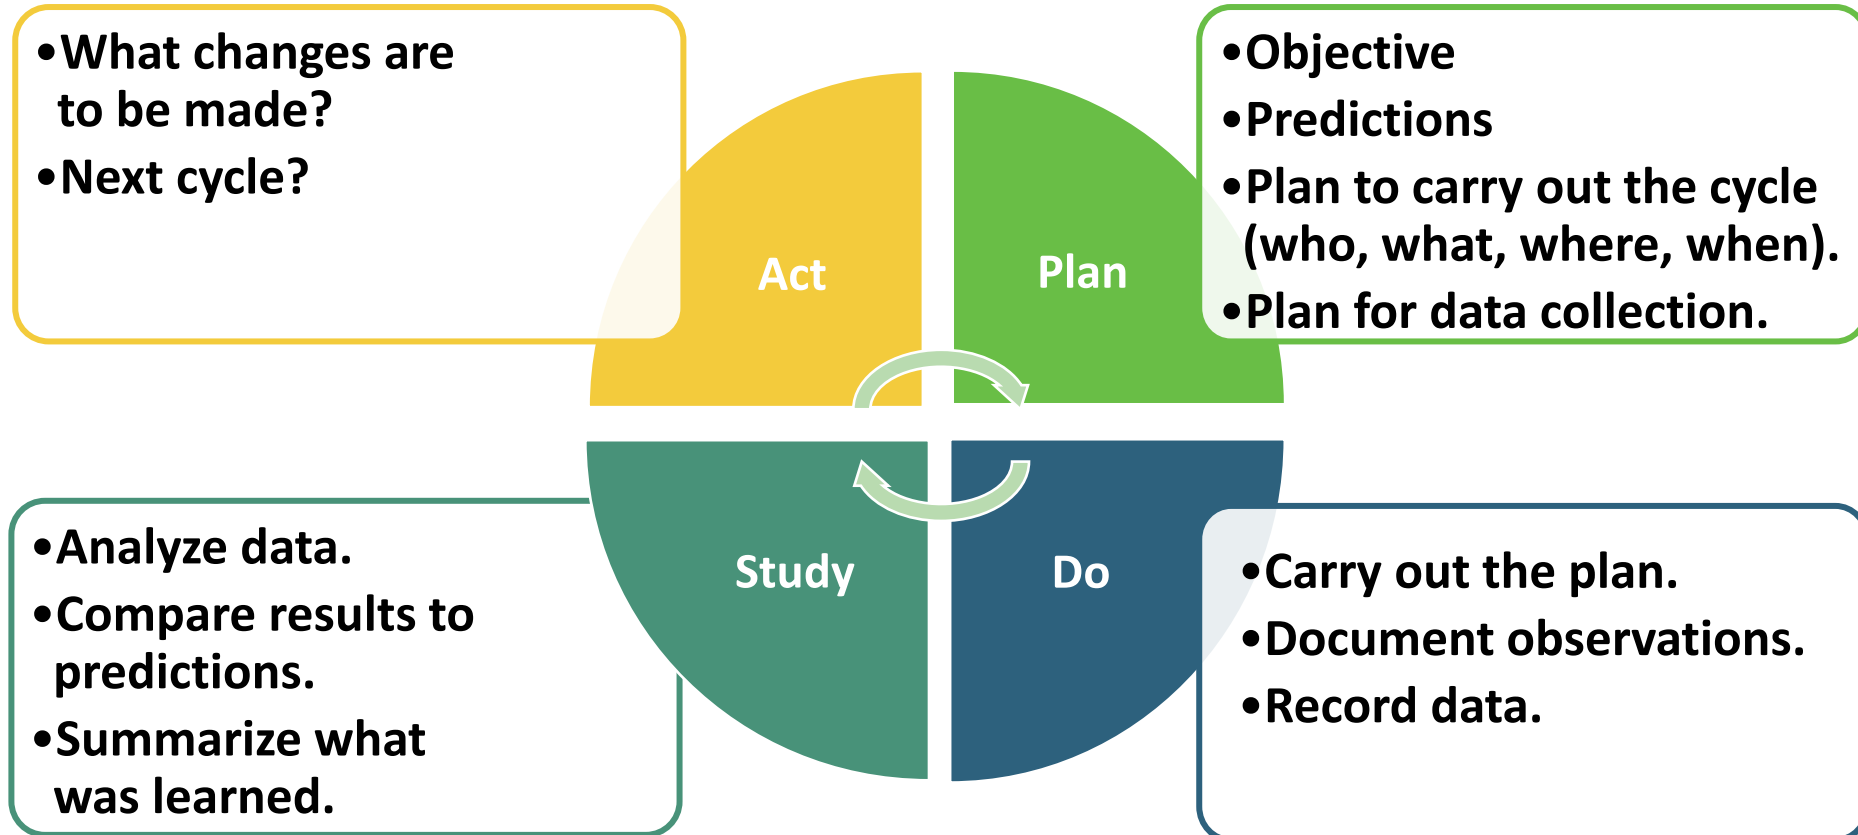 •What changes are
to be made?
•Next cycle?
Act
Plan
•Objective
•Predictions
•Plan to carry out the cycle
(who, what, where, when).
•Plan for data collection.
•Analyze data.
•Compare results to
predictions.
•Summarize what
was learned.
Study
Do
•Carry out the plan.
•Document observations.
•Record data.